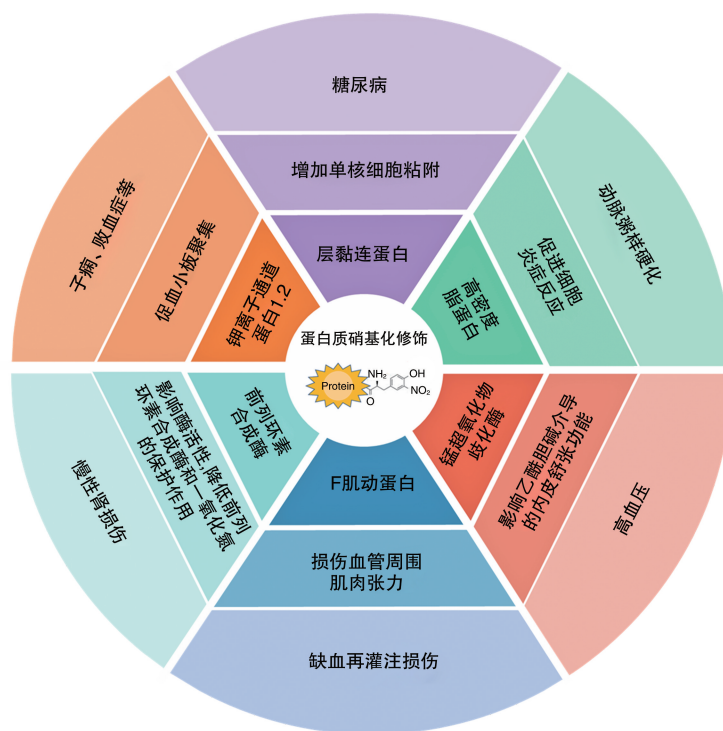 糖尿病
增加单核细胞粘附
层黏连蛋白
动脉粥样硬化
促进细胞
炎症反应
高密度
脂蛋白
高血压
影响乙酰胆碱介导
的内皮舒张功能
锰超氧化物
歧化酶
缺血再灌注损伤
损伤血管周围
肌肉张力
F肌动蛋白
慢性肾损伤
影响酶活性,降低前列
环素合成酶和一氧化氮
的保护作用
前列环素
合成酶
子痫、败血症等
促血小板聚集
钾离子通道
蛋白1.2
蛋白质硝基化修饰
Protein
NH₂
O
OH
NO₂